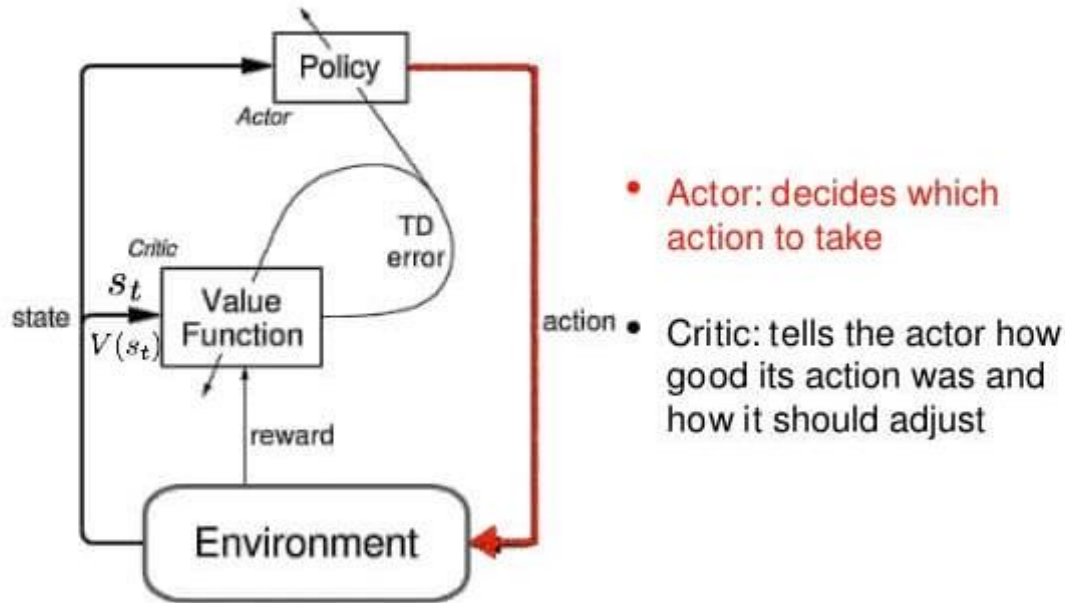 Policy
Actor
TD
error
Critic
s_t
state
V(s_t)
Value
Function
action
reward
Environment
• Actor: decides which
action to take
• Critic: tells the actor how
good its action was and
how it should adjust